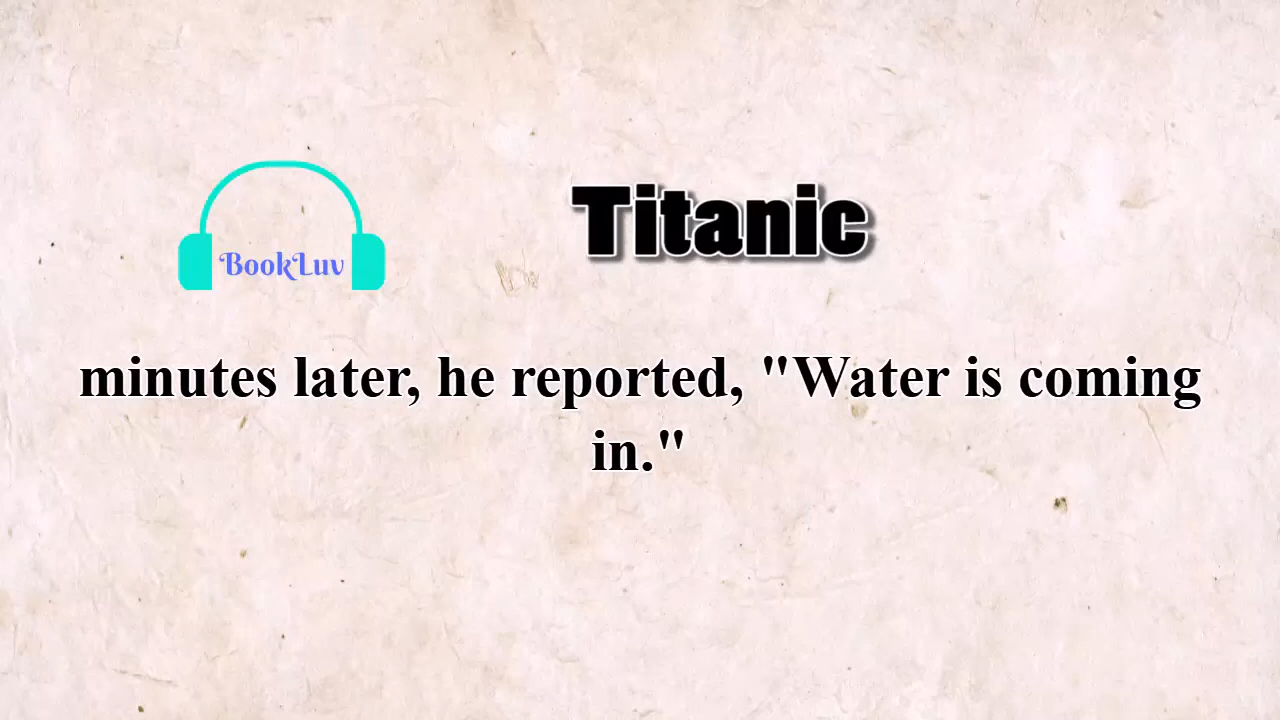 Titanic
BookLuv
minutes later, he reported, "Water is coming
in."